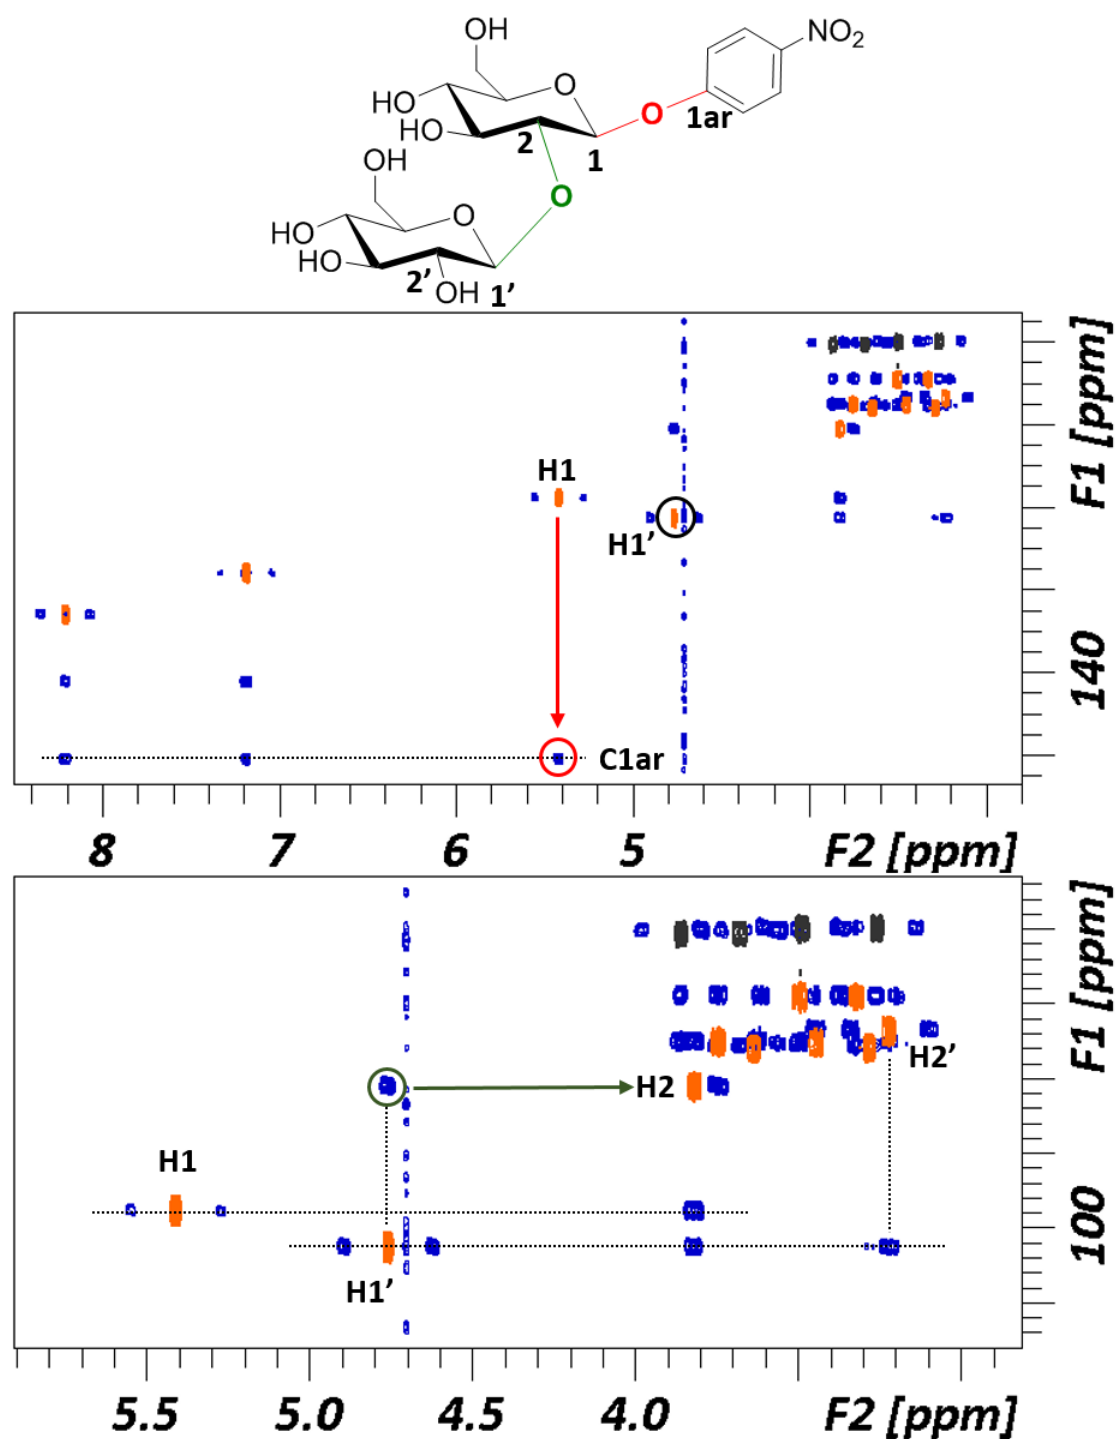 OH
NO2
O
HO
HO
O
1ar
2
1
OH
O
O
HO
HO
2'
OH
1'
H1
H1'
C1ar
F1 [ppm]
140
8
7
6
5
F2 [ppm]
H2
H2'
H1
H1'
F1 [ppm]
100
5.5
5.0
4.5
4.0
F2 [ppm]